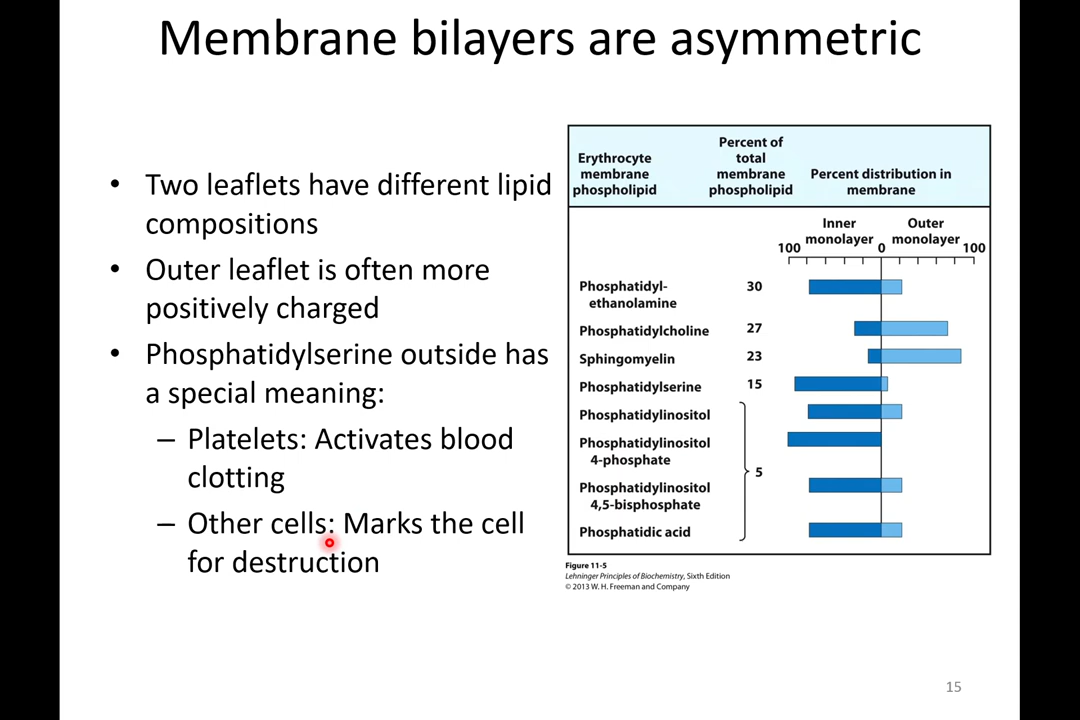 Membrane bilayers are asymmetric
• Two leaflets have different lipid
compositions
• Outer leaflet is often more
positively charged
• Phosphatidylserine outside has
a special meaning:
– Platelets: Activates blood
clotting
– Other cells: Marks the cell
for destruction
Erythrocyte
membrane
phospholipid
Percent of
total
membrane
phospholipid
Percent distribution in
membrane
Inner
monolayer
Outer
monolayer
100 0 100
Phosphatidyl-
ethanolamine 30
Phosphatidylcholine 27
Sphingomyelin 23
Phosphatidylserine 15
Phosphatidylinositol
Phosphatidylinositol
4-phosphate
5
Phosphatidylinositol
4,5-bisphosphate
Phosphatidic acid
Figure 11-5
Lehninger Principles of Biochemistry, Sixth Edition
© 2013 W. H. Freeman and Company
15